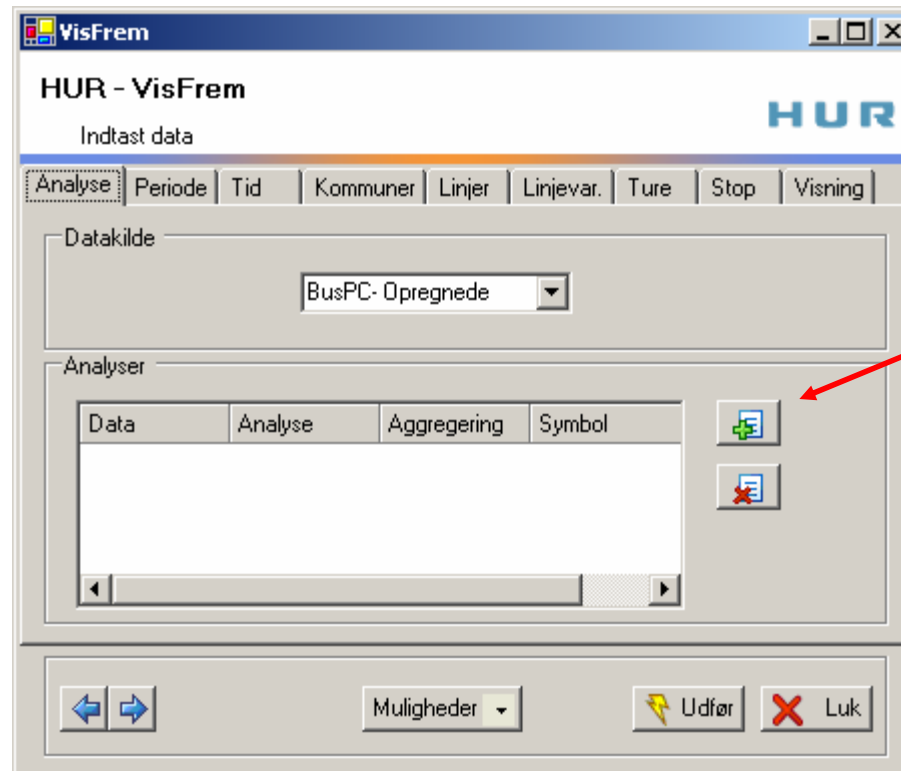 VisFrem
HUR - VisFrem
Indtast data
HUR
Analyse Periode Tid Kommuner Linjer Linjevar. Ture Stop Visning
Datakilde
BusPC- Opregnede
Analyser
Data Analyse Aggregering Symbol
Muligheder Udfør Luk